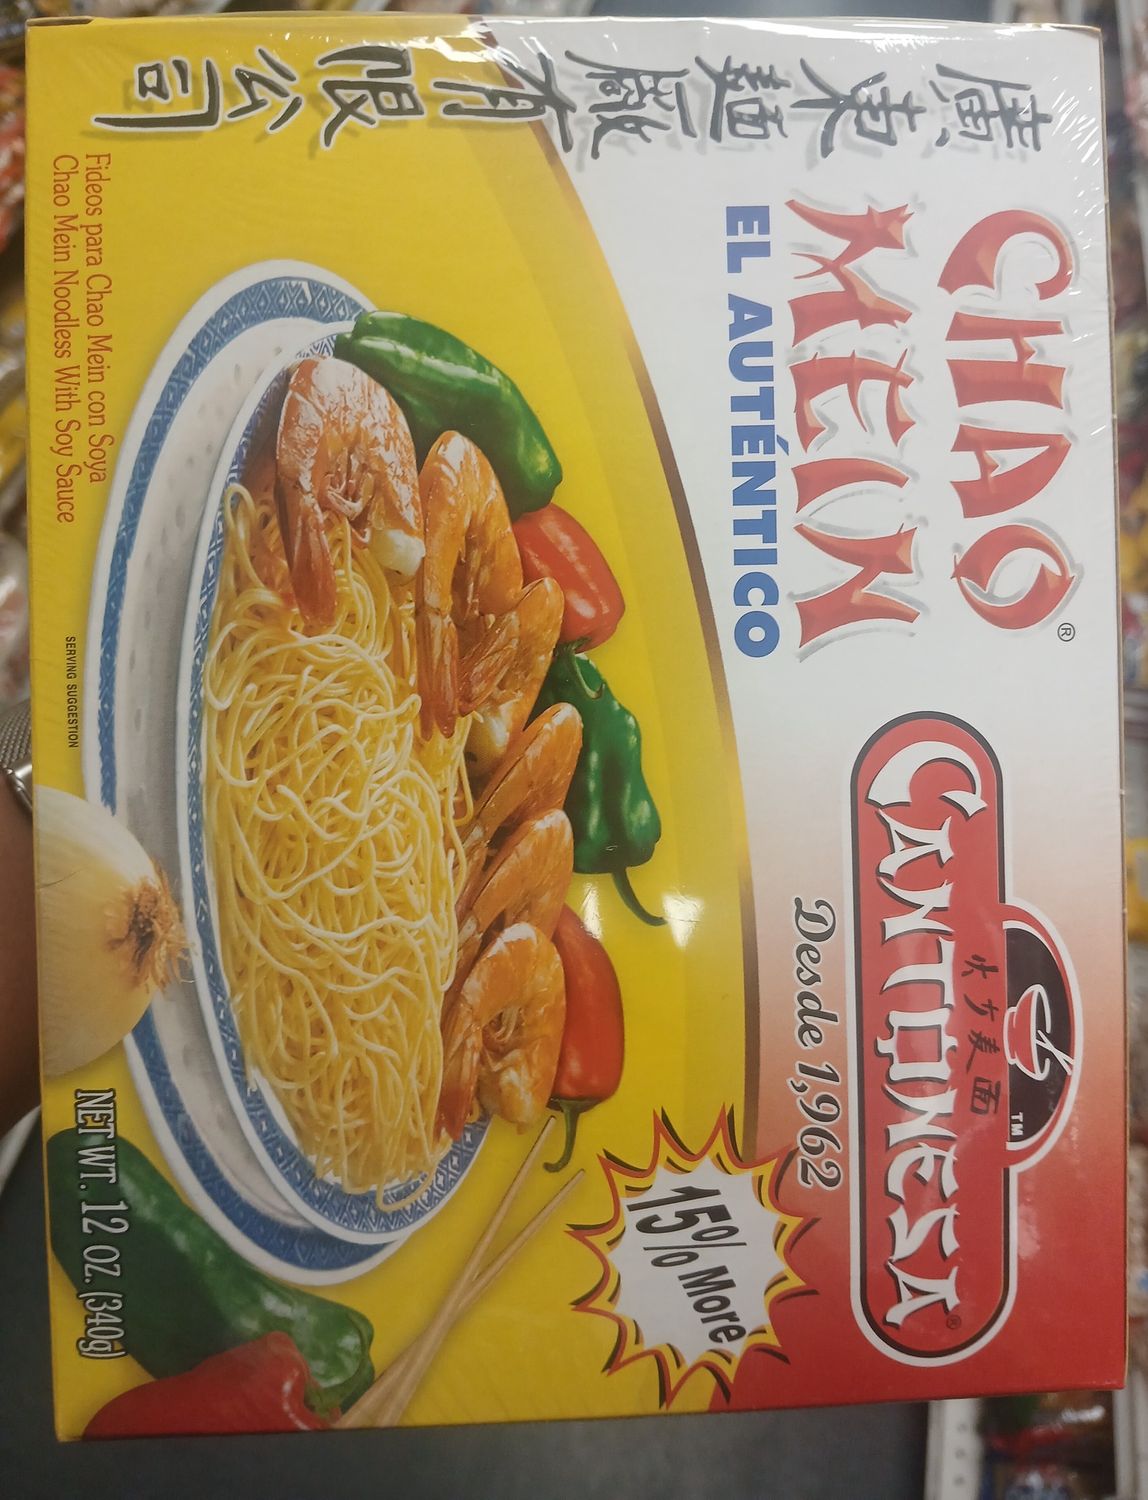 廣東麵廠有限公司
CHAO®
MEIN
EL AUTÉNTICO
CANTONESA®
TM
Desde 1,962
15% More
Fideos para Chao Mein con Soya
Chao Mein Noodless With Soy Sauce
SERVING SUGGESTION
NET WT. 12 OZ. (340g)